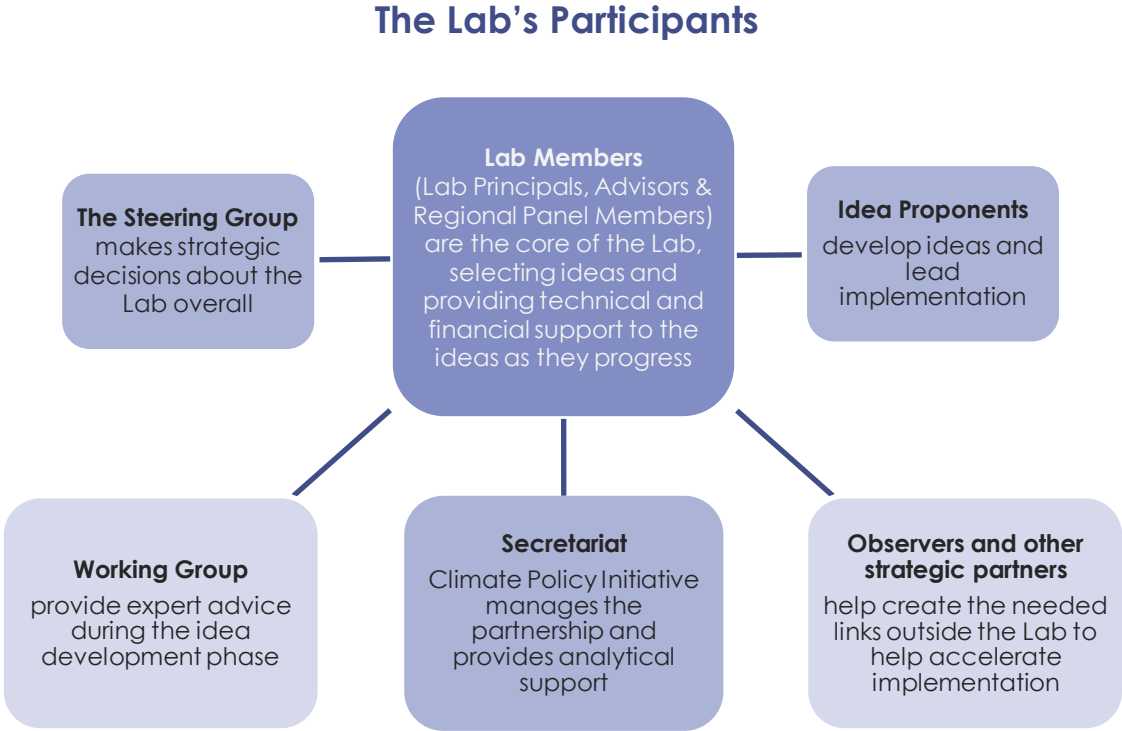 The Lab's Participants
Lab Members
(Lab Principals, Advisors &
Regional Panel Members)
are the core of the Lab,
selecting ideas and
providing technical and
financial support to the
ideas as they progress
The Steering Group
makes strategic
decisions about the
Lab overall
Idea Proponents
develop ideas and
lead
implementation
Working Group
provide expert advice
during the idea
development phase
Secretariat
Climate Policy Initiative
manages the
partnership and
provides analytical
support
Observers and other
strategic partners
help create the needed
links outside the Lab to
help accelerate
implementation